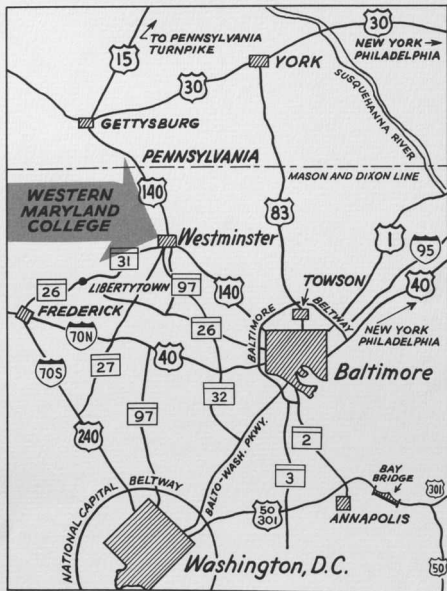 30
TO PENNSYLVANIA
TURNPIKE
15
NEW YORK
PHILADELPHIA
YORK
30
SUSQUEHANNA
RIVER
GETTYSBURG
PENNSYLVANIA
140
MASON AND DIXON LINE
WESTERN
MARYLAND
COLLEGE
83
1
95
Westminster
31
97
140
TOWSON
40
26
LIBERTYTOWN
BALTIMORE
BELTWAY
FREDERICK
26
NEW YORK
PHILADELPHIA
70N
40
Baltimore
70S
27
32
97
2
240
BALTO-WASH. PKWY.
3
BAY
BRIDGE
301
NATIONAL CAPITAL
BELTWAY
50
301
ANNAPOLIS
Washington, D.C.
50